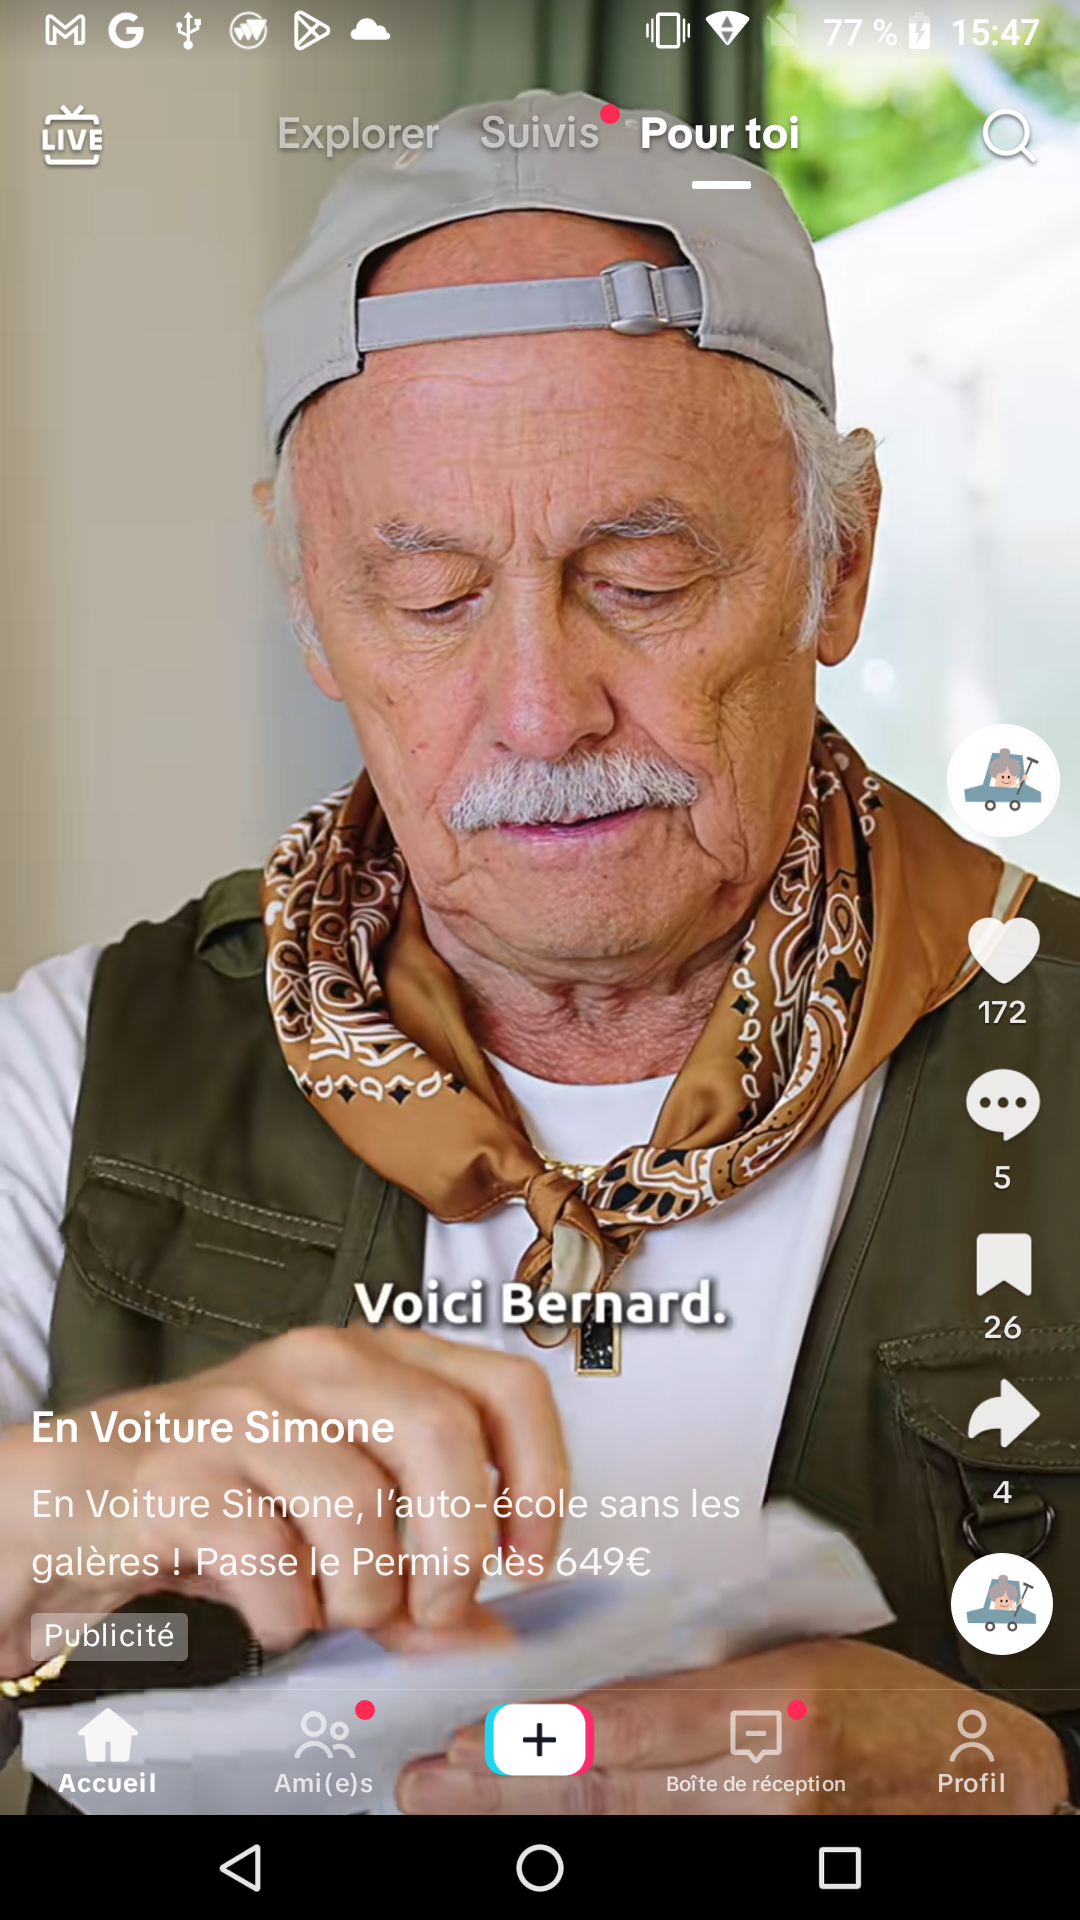 77 % 15:47
LIVE Explorer Suivis Pour toi
172
5
Voici Bernard.
26
En Voiture Simone
4
En Voiture Simone, l’auto-école sans les
galères ! Passe le Permis dès 649€
Publicité
Accueil Ami(e)s Boîte de réception Profil